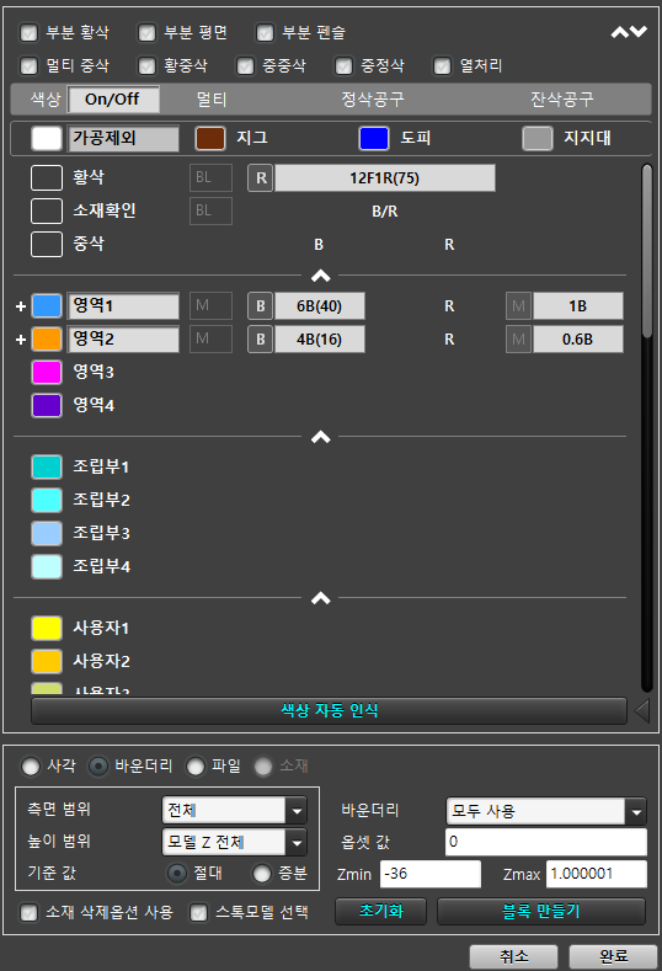 부분 황삭 부분 평면 부분 펜슬
멀티 중삭 황중삭 중중삭 중정삭 열처리
색상 On/Off 멀티 정삭공구 잔삭공구
가공제외 지그 도피 지지대
황삭 BL R 12F1R(75)
소재확인 BL B/R
중삭 B R
+ 영역1 M B 6B(40) R M 1B
+ 영역2 M B 4B(16) R M 0.6B
영역3
영역4
조립부1
조립부2
조립부3
조립부4
사용자1
사용자2
사용자3
색상 자동 인식
사각 바운더리 파일 소재
측면 범위 전체 바운더리 모두 사용
높이 범위 모델 Z 전체 옵셋 값 0
기준 값 절대 증분 Zmin -36 Zmax 1.000001
소재 삭제옵션 사용 스톡모델 선택 초기화 블록 만들기
취소 완료